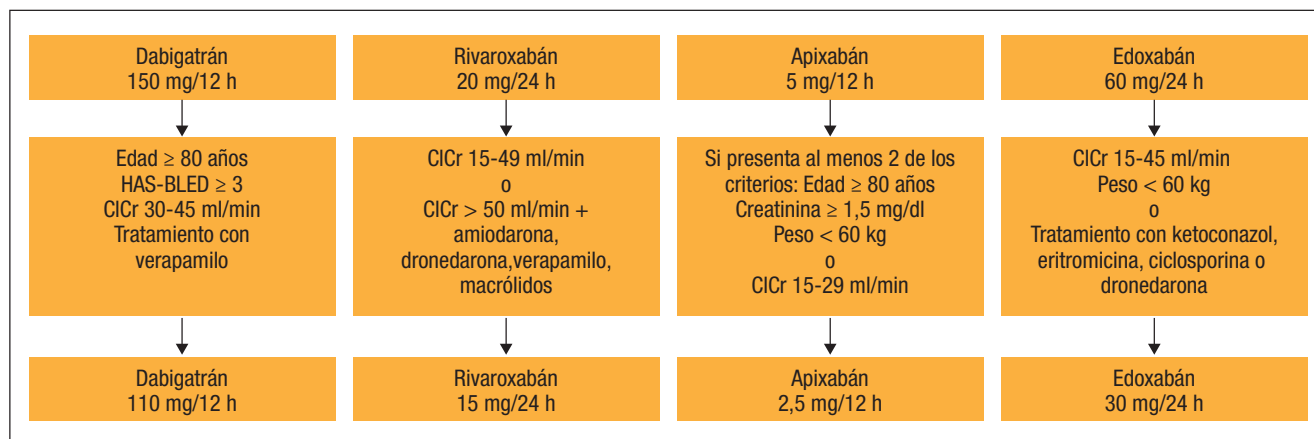 Dabigatrán
150 mg/12 h
Rivaroxabán
20 mg/24 h
Apixabán
5 mg/12 h
Edoxabán
60 mg/24 h
Edad ≥ 80 años
HAS-BLED ≥ 3
ClCr 30-45 ml/min
Tratamiento con
verapamilo
ClCr 15-49 ml/min
o
ClCr > 50 ml/min +
amiodarona,
dronedarona,verapamilo,
macrólidos
Si presenta al menos 2 de los
criterios: Edad ≥ 80 años
Creatinina ≥ 1,5 mg/dl
Peso < 60 kg
o
ClCr 15-29 ml/min
ClCr 15-45 ml/min
Peso < 60 kg
o
Tratamiento con ketoconazol,
eritromicina, ciclosporina o
dronedarona
Dabigatrán
110 mg/12 h
Rivaroxabán
15 mg/24 h
Apixabán
2,5 mg/12 h
Edoxabán
30 mg/24 h